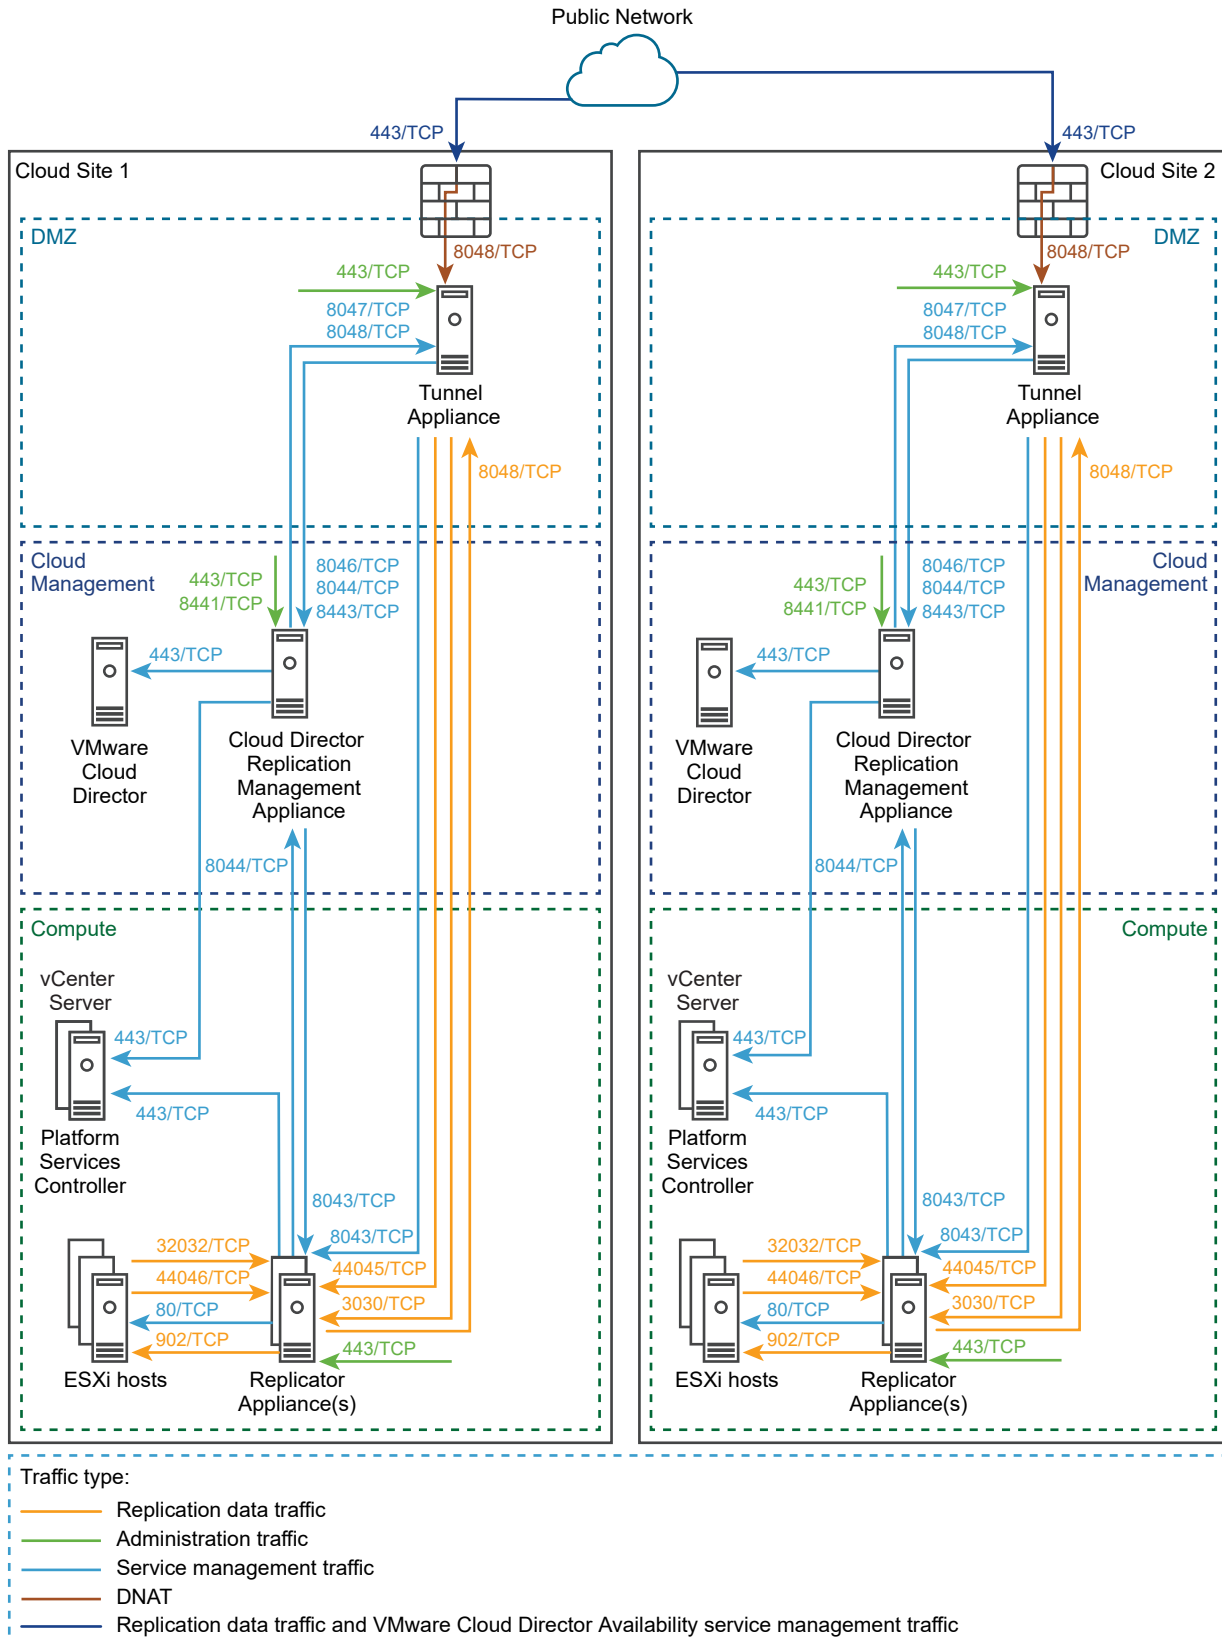 Public Network
443/TCP
443/TCP
Cloud Site 1
DMZ
8048/TCP
443/TCP
8047/TCP
8048/TCP
Tunnel
Appliance
8048/TCP
Cloud
Management
443/TCP
8441/TCP
8046/TCP
8044/TCP
8443/TCP
443/TCP
VMware
Cloud
Director
Cloud Director
Replication
Management
Appliance
8044/TCP
Compute
vCenter
Server
443/TCP
443/TCP
Platform
Services
Controller
8043/TCP
8043/TCP
32032/TCP
44046/TCP
80/TCP
902/TCP
44045/TCP
3030/TCP
443/TCP
ESXi hosts
Replicator
Appliance(s)
Cloud Site 2
DMZ
8048/TCP
443/TCP
8047/TCP
8048/TCP
Tunnel
Appliance
8048/TCP
Cloud
Management
443/TCP
8441/TCP
8046/TCP
8044/TCP
8443/TCP
443/TCP
VMware
Cloud
Director
Cloud Director
Replication
Management
Appliance
8044/TCP
Compute
vCenter
Server
443/TCP
443/TCP
Platform
Services
Controller
8043/TCP
8043/TCP
32032/TCP
44046/TCP
80/TCP
902/TCP
44045/TCP
3030/TCP
443/TCP
ESXi hosts
Replicator
Appliance(s)
Traffic type:
Replication data traffic
Administration traffic
Service management traffic
DNAT
Replication data traffic and VMware Cloud Director Availability service management traffic